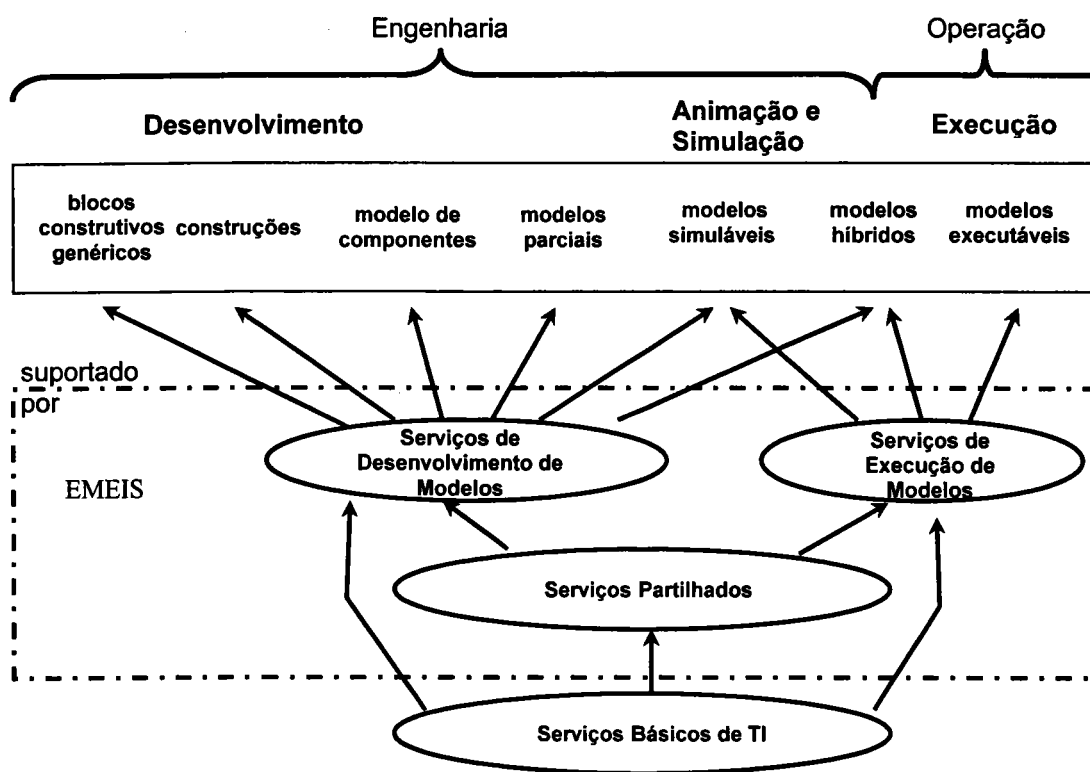 Engenharia
Operação
Desenvolvimento
Animação e
Simulação
Execução
blocos
construtivos
genéricos
construções
modelo de
componentes
modelos
parciais
modelos
simuláveis
modelos
híbridos
modelos
executáveis
suportado
por
EMEIS
Serviços de
Desenvolvimento de
Modelos
Serviços de
Execução de
Modelos
Serviços Partilhados
Serviços Básicos de TI